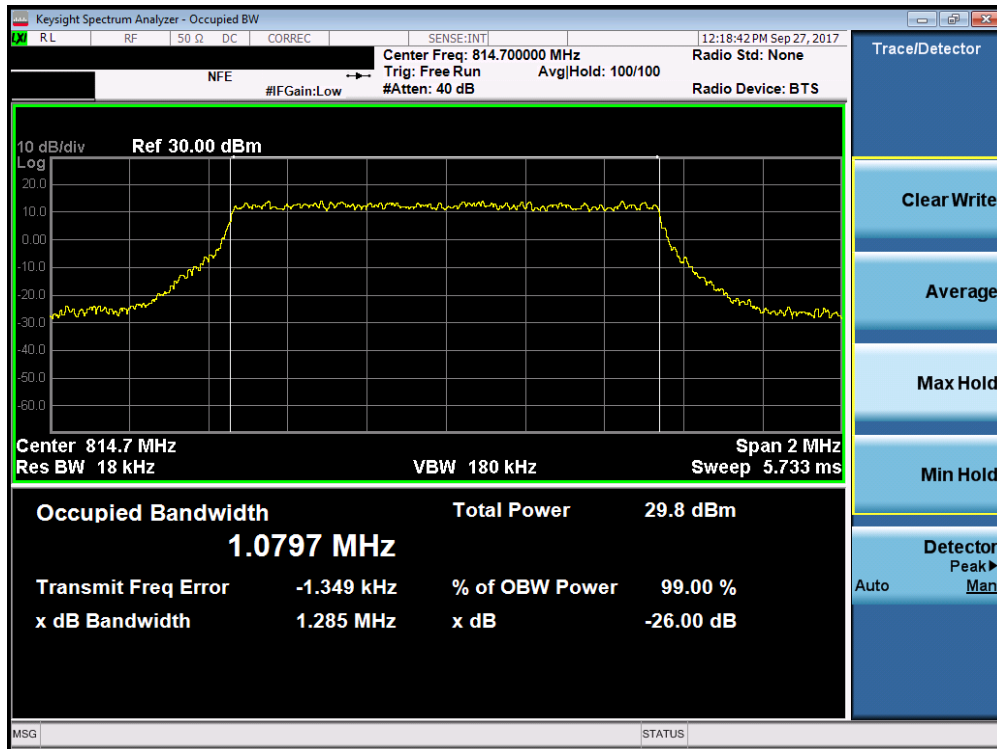 Keysight Spectrum Analyzer - Occupied BW
LXI RL RF 50 Ω DC CORREC SENSE:INT 12:18:42 PM Sep 27, 2017
Center Freq: 814.700000 MHz Radio Std: None
NFE Trig: Free Run Avg|Hold: 100/100
#IFGain:Low #Atten: 40 dB Radio Device: BTS
Trace/Detector
10 dB/div Ref 30.00 dBm
Log
20.0
10.0
0.00
-10.0
-20.0
-30.0
-40.0
-50.0
-60.0
Center 814.7 MHz Span 2 MHz
Res BW 18 kHz VBW 180 kHz Sweep 5.733 ms
Occupied Bandwidth Total Power 29.8 dBm
1.0797 MHz
Transmit Freq Error -1.349 kHz % of OBW Power 99.00 %
x dB Bandwidth 1.285 MHz x dB -26.00 dB
Clear Write
Average
Max Hold
Min Hold
Detector
Peak
Auto Man
MSG STATUS